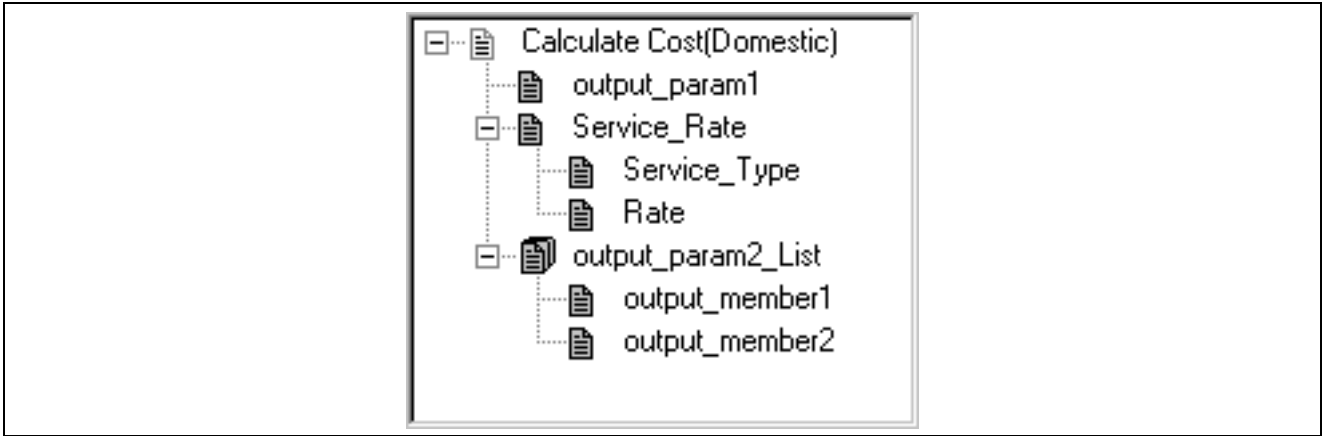 Calculate Cost(Domestic)
output_param1
Service_Rate
Service_Type
Rate
output_param2_List
output_member1
output_member2